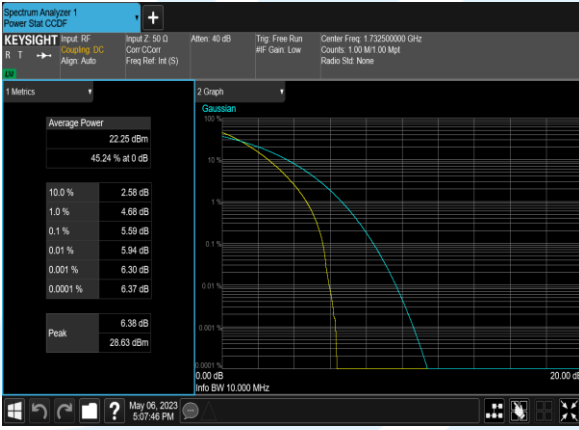 Spectrum Analyzer 1
Power Stat CCDF
+
KEYSIGHT
R T
Input: RF
Coupling: DC
Align: Auto
Input Z: 50 Ω
Corr CCorr
Freq Ref: Int (S)
Atten: 40 dB
Trig: Free Run
#IF Gain: Low
Center Freq: 1.732500000 GHz
Counts: 1.00 M/1.00 Mpt
Radio Std: None
1 Metrics
Average Power
22.25 dBm
45.24 % at 0 dB
10.0 % 2.58 dB
1.0 % 4.68 dB
0.1 % 5.59 dB
0.01 % 5.94 dB
0.001 % 6.30 dB
0.0001 % 6.37 dB
Peak
6.38 dB
28.63 dBm
2 Graph
Gaussian
100 %
10 %
1 %
0.1 %
0.01 %
0.001 %
0.0001 %
0.00 dB
20.00 dB
Info BW 10.000 MHz
?
May 06, 2023
5:07:46 PM